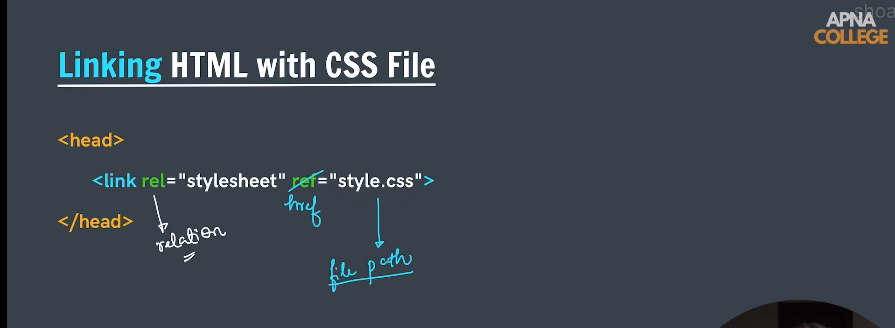 shoa
APNA
COLLEGE
Linking HTML with CSS File
<head>
<link rel="stylesheet" ref="style.css">
href
</head>
relation
file path